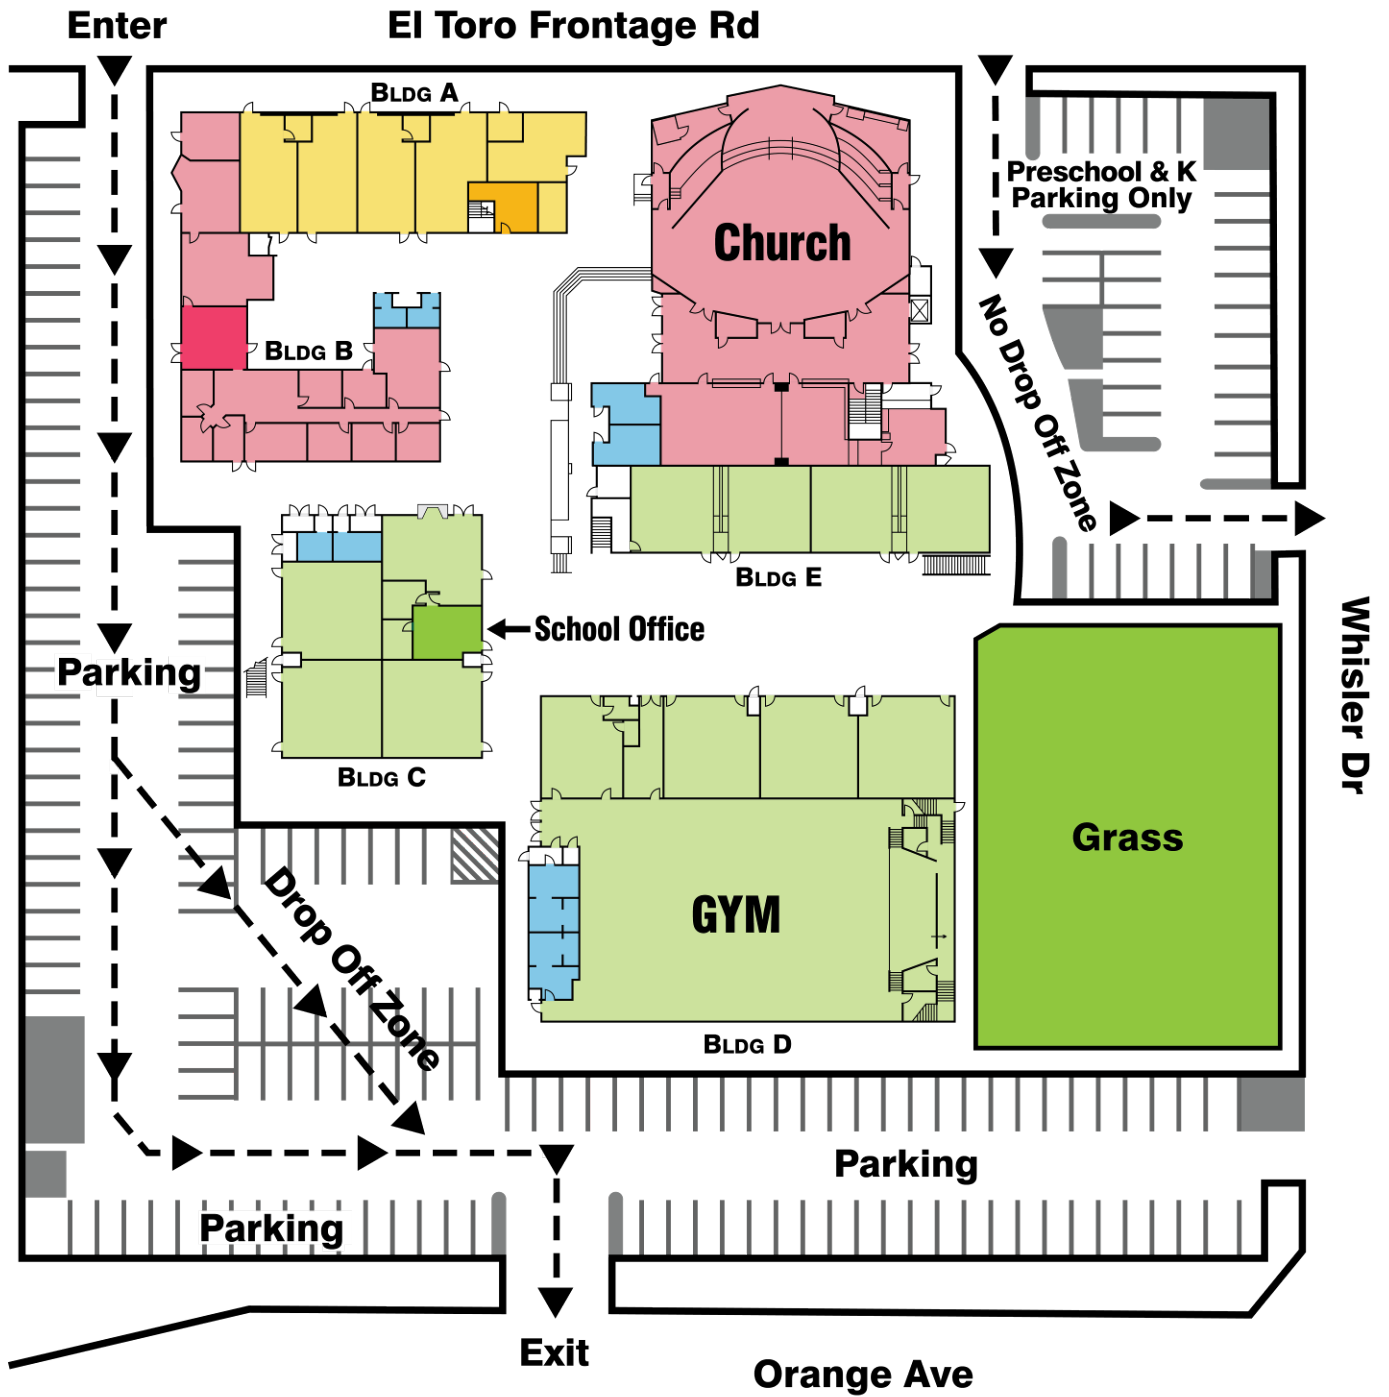 Enter
El Toro Frontage Rd
BLDG A
Church
Preschool & K
Parking Only
BLDG B
No Drop Off Zone
BLDG E
School Office
Whisler Dr
Parking
BLDG C
Grass
Drop Off Zone
GYM
BLDG D
Parking
Parking
Exit
Orange Ave